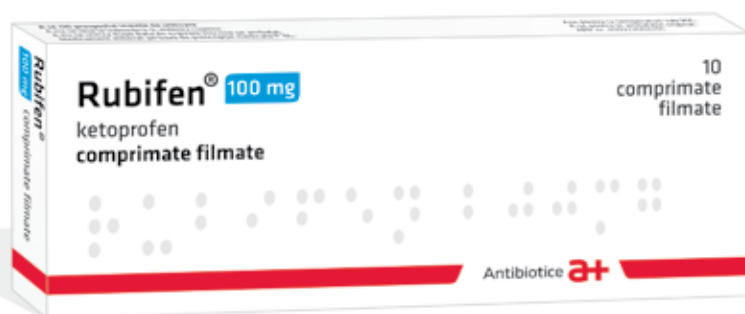 Rubifen® 100 mg
ketoprofen
comprimate filmate
10
comprimate
filmate
Rubifen®
100 mg
comprimate filmate
Antibiotice a+